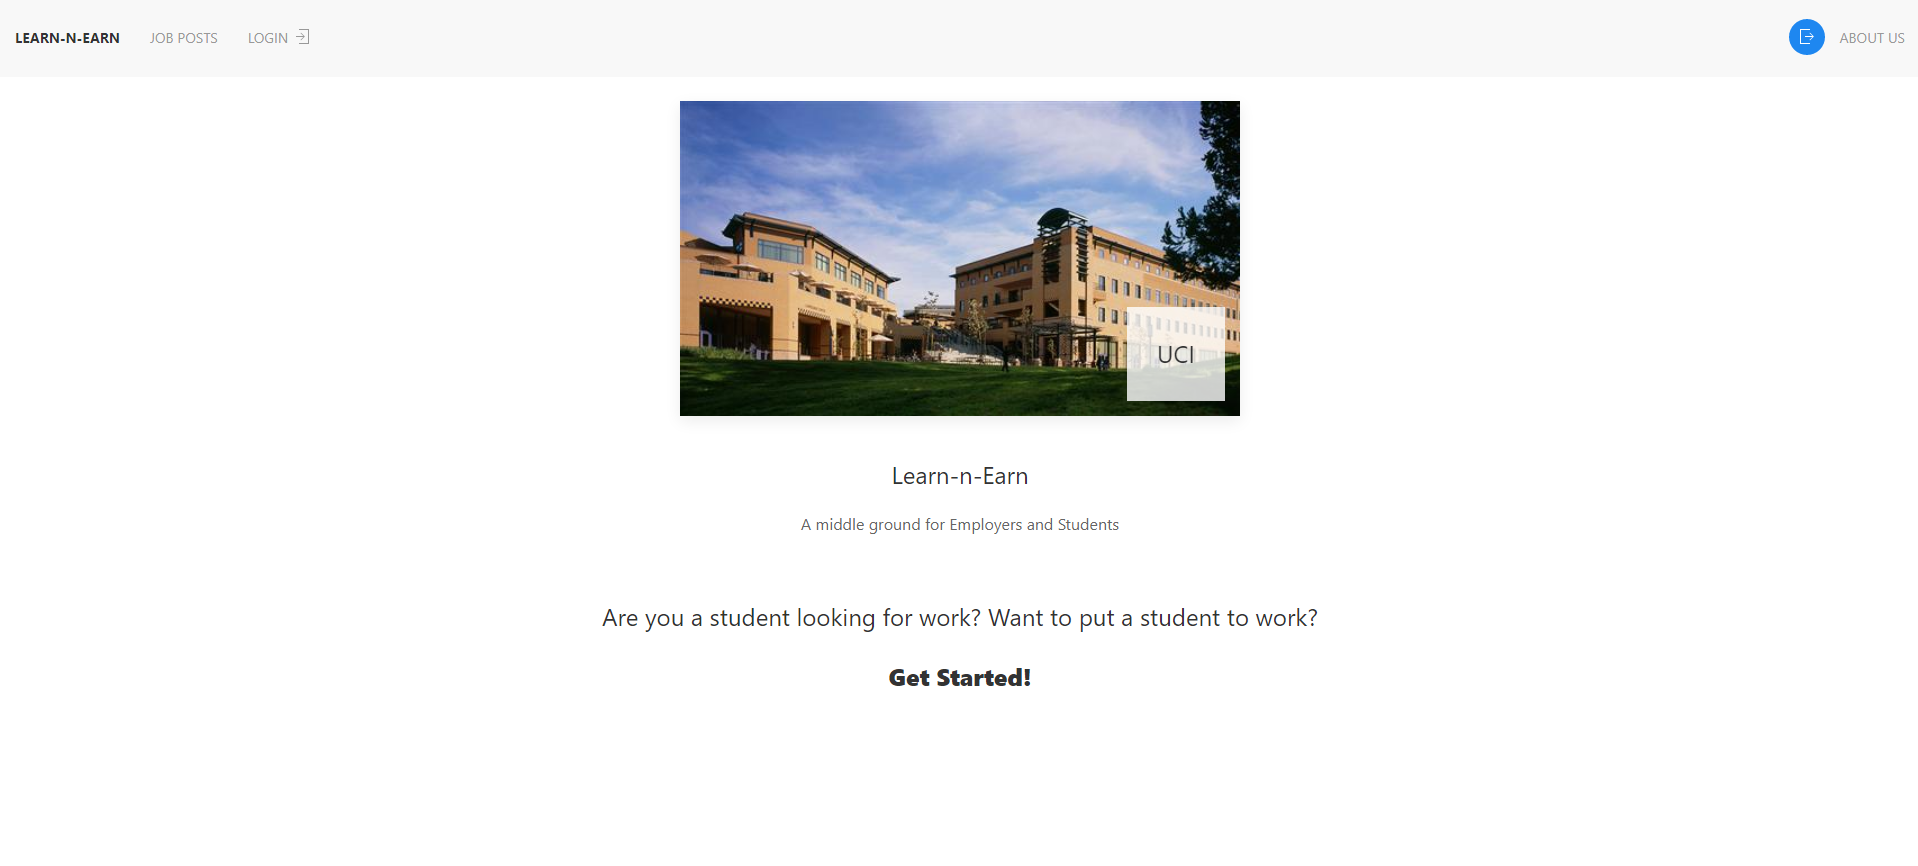 LEARN-N-EARN JOB POSTS LOGIN ABOUT US
UCI
Learn-n-Earn
A middle ground for Employers and Students
Are you a student looking for work? Want to put a student to work?
Get Started!